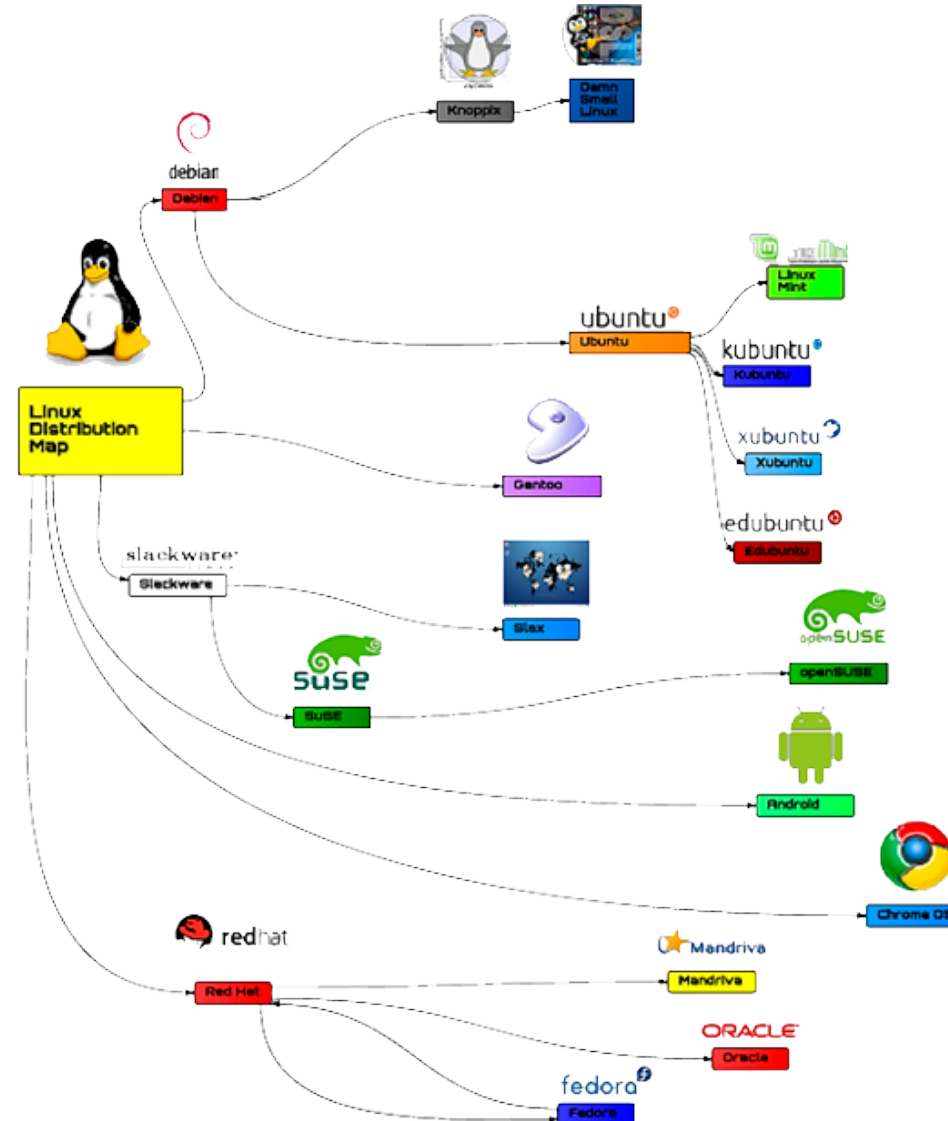 Damn
Small
Linux
Knoppix
debian
Debian
Linux
Mint
ubuntu
Ubuntu
kubuntu
Kubuntu
Linux
Distribution
Map
xubuntu
Xubuntu
Gentoo
edubuntu
Edubuntu
slackware
Slackware
Slax
openSUSE
openSUSE
SUSE
SuSE
Android
Chrome OS
redhat
Red Hat
Mandriva
Mandriva
ORACLE
Oracle
fedora
Fedora